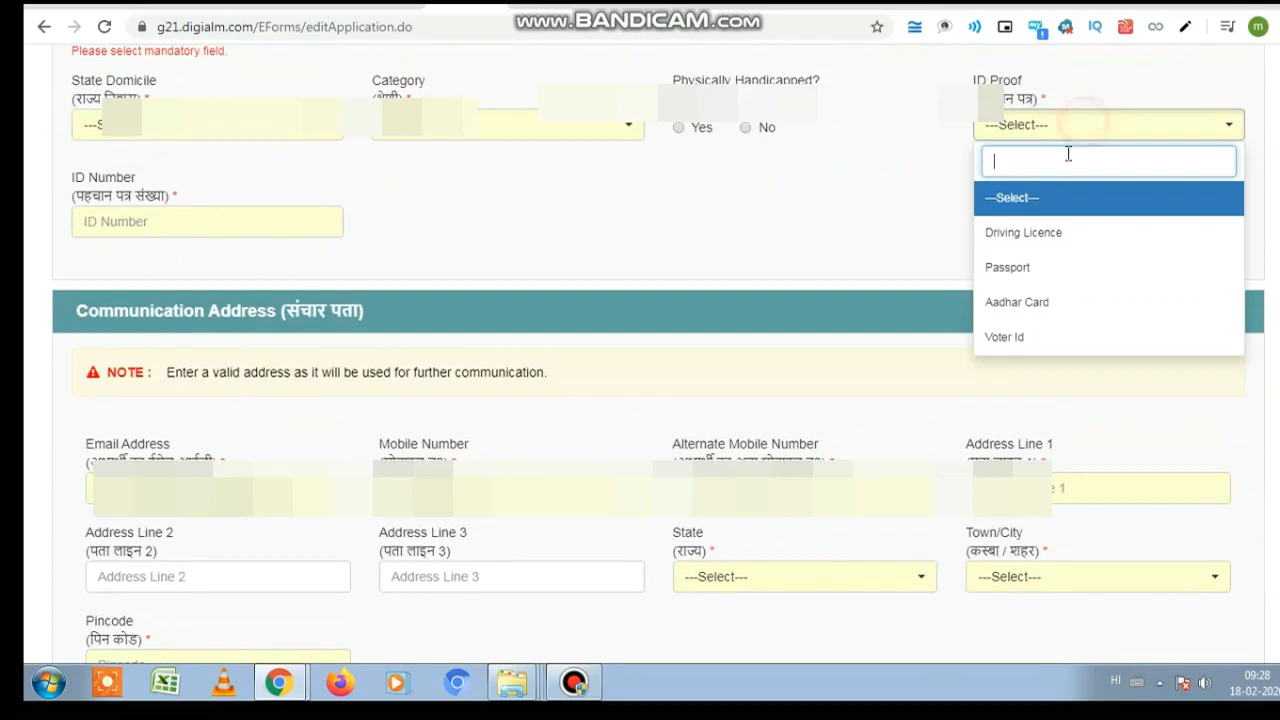 www.BANDICAM.com
g21.digialm.com/EForms/editApplication.do
IQ
m
Please select mandatory field.
State Domicile
Category
Physically Handicapped?
ID Proof
पत्र) *
Yes
No
---Select---
ID Number
(पहचान पत्र संख्या) *
ID Number
---Select---
Driving Licence
Passport
Aadhar Card
Voter Id
Communication Address (संचार पता)
NOTE : Enter a valid address as it will be used for further communication.
Email Address
Mobile Number
Alternate Mobile Number
Address Line 1
Address Line 2
(पता लाइन 2)
Address Line 3
(पता लाइन 3)
State
(राज्य) *
Town/City
(कस्बा / शहर) *
Address Line 2
Address Line 3
---Select---
---Select---
Pincode
(पिन कोड) *
HI
09:28
18-02-202